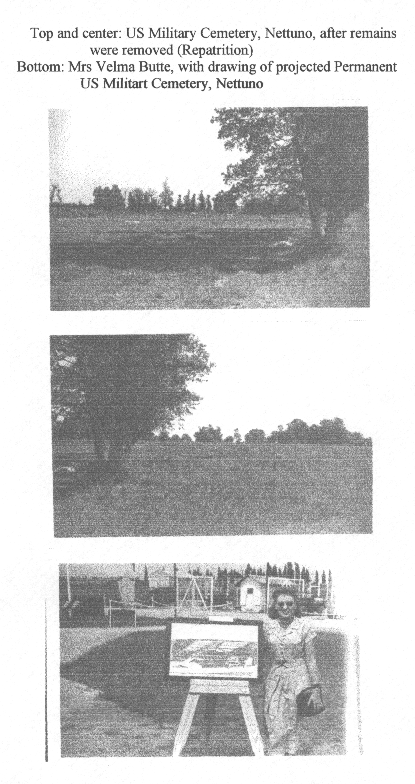 Top and center: US Military Cemetery, Nettuno, after remains
were removed (Repatrition)
Bottom: Mrs Velma Butte, with drawing of projected Permanent
US Militart Cemetery, Nettuno